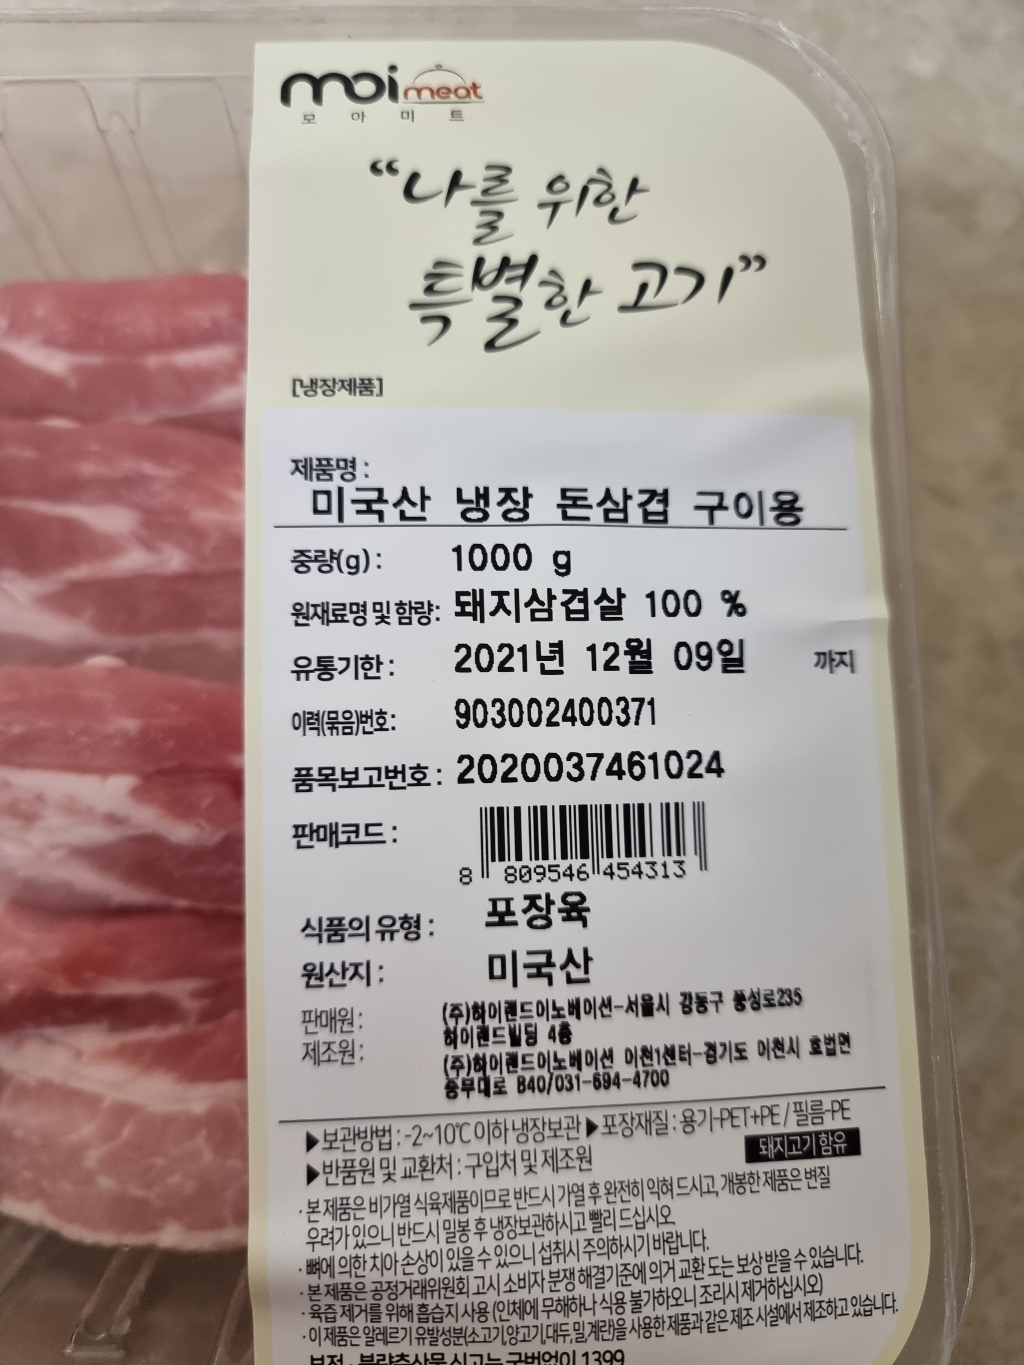 moi meat
모아미트
“나를 위한
특별한 고기”
[냉장제품]
제품명 :
미국산 냉장 돈삼겹 구이용
중량(g) : 1000 g
원재료명 및 함량: 돼지삼겹살 100 %
유통기한 : 2021년 12월 09일 까지
이력(묶음)번호: 903002400371
품목보고번호 : 2020037461024
판매코드 :
8 809546 454313
식품의 유형 : 포장육
원산지 : 미국산
판매원 : (주)하이랜드이노베이션-서울시 강동구 풍성로235
하이랜드빌딩 4층
제조원 : (주)하이랜드이노베이션 이천1센터-경기도 이천시 호법면
중부대로 840/031-694-4700
▶보관방법 : -2~10℃ 이하 냉장보관 ▶포장재질 : 용기-PET+PE / 필름-PE
▶반품원 및 교환처 : 구입처 및 제조원 돼지고기 함유
· 본 제품은 비가열 식육제품이므로 반드시 가열 후 완전히 익혀 드시고, 개봉한 제품은 변질
우려가 있으니 반드시 밀봉 후 냉장보관하시고 빨리 드십시오.
· 뼈에 의한 치아 손상이 있을 수 있으니 섭취시 주의하시기 바랍니다.
· 본 제품은 공정거래위원회 고시 소비자 분쟁 해결기준에 의거 교환 또는 보상 받을 수 있습니다.
· 육즙 제거를 위해 흡습지 사용 (인체에 무해하나 식용 불가하오니 조리시 제거하십시오)
· 이 제품은 알레르기 유발성분(소고기,양고기,대두,밀,계란)을 사용한 제품과 같은 제조 시설에서 제조하고 있습니다.
부정 · 불량축산물 신고는 국번없이 1399